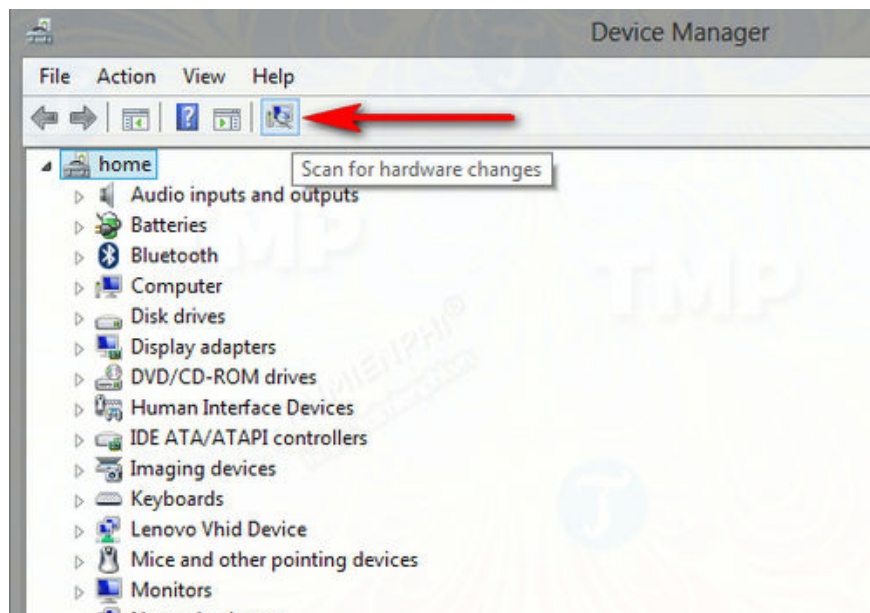 Device Manager
File Action View Help
Scan for hardware changes
home
Audio inputs and outputs
Batteries
Bluetooth
Computer
Disk drives
Display adapters
DVD/CD-ROM drives
Human Interface Devices
IDE ATA/ATAPI controllers
Imaging devices
Keyboards
Lenovo Vhid Device
Mice and other pointing devices
Monitors
TMP
TMP